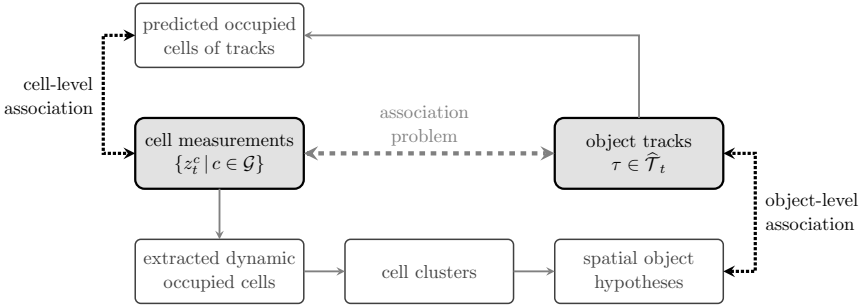 predicted occupied
cells of tracks
cell-level
association
cell measurements
{z_t^c | c ∈ 𝒢}
association
problem
object tracks
τ ∈ 𝒯̂_t
object-level
association
extracted dynamic
occupied cells
cell clusters
spatial object
hypotheses